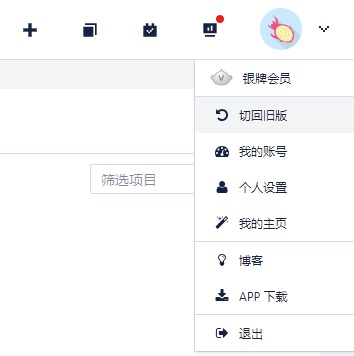 银牌会员
切回旧版
我的账号
筛选项目
个人设置
我的主页
博客
APP 下载
退出